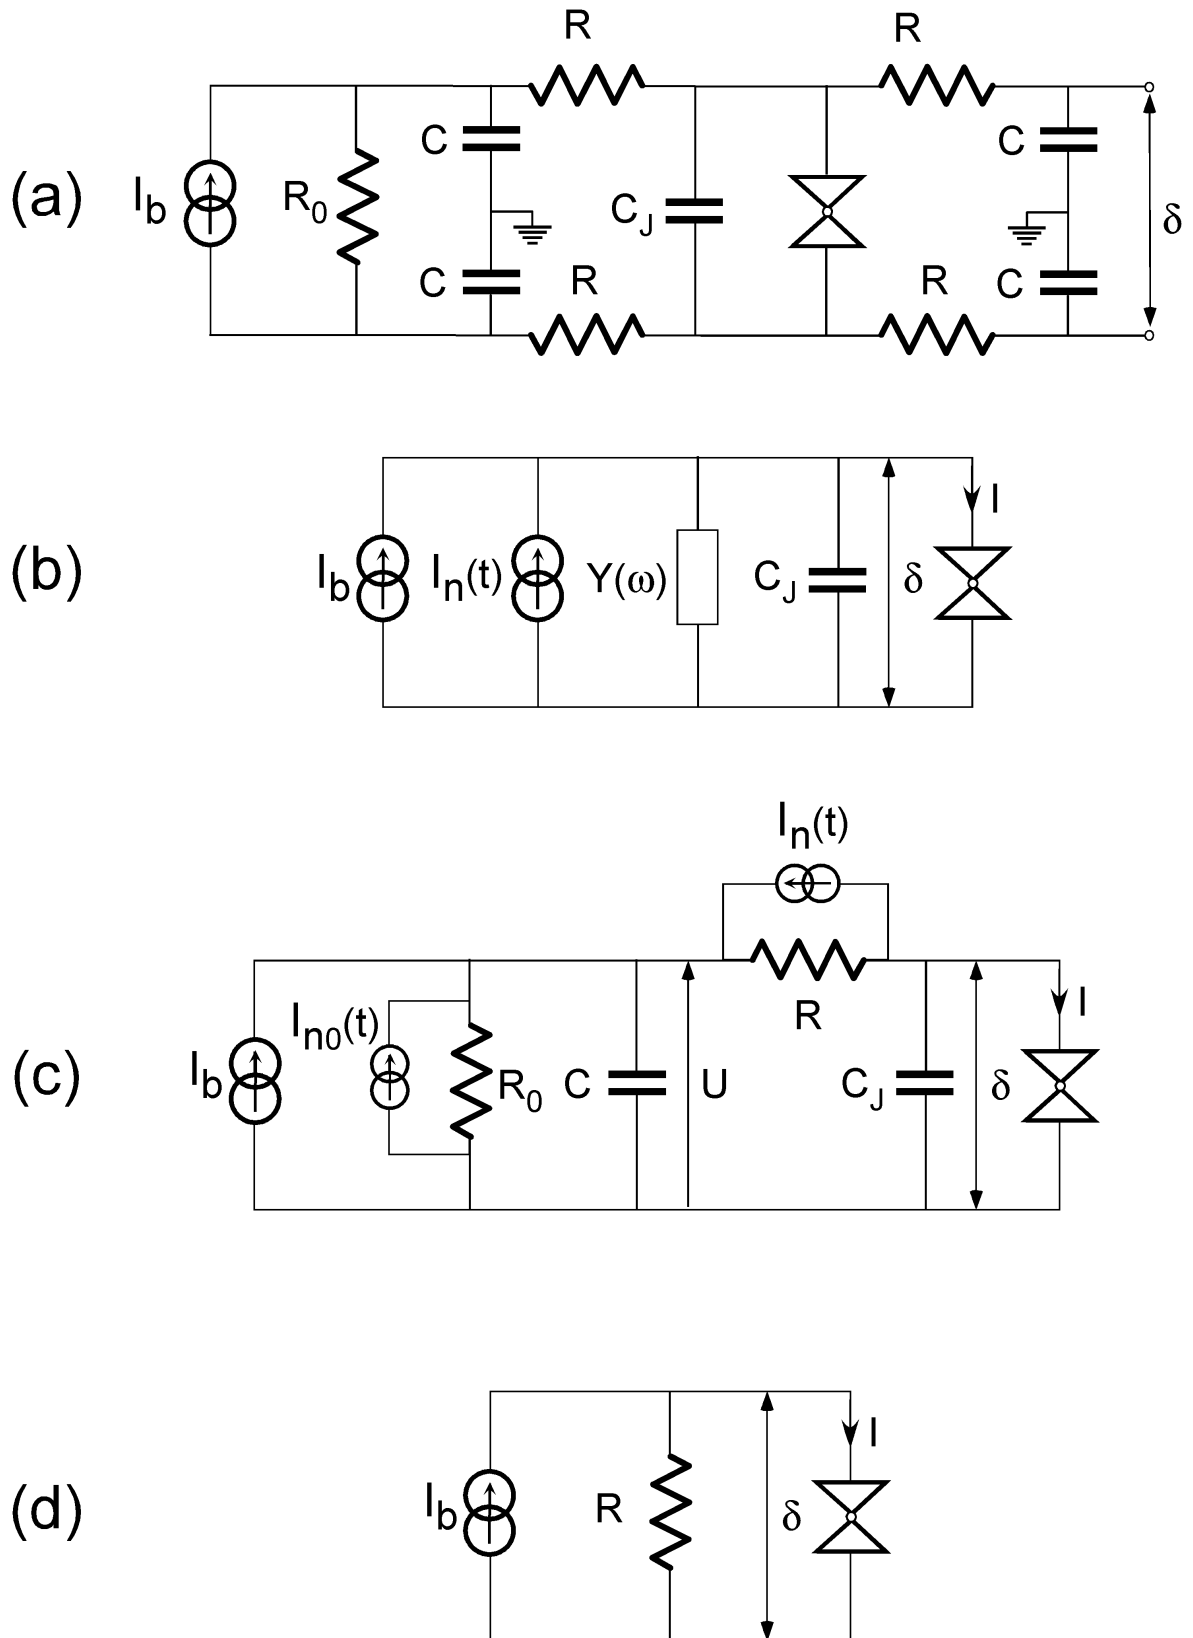 R R
C C
(a) I_b R_0 C_J δ
C R R C
(b) I_b I_n(t) Y(ω) C_J δ I
I_n(t)
R
(c) I_b I_n0(t) R_0 C U C_J δ I
(d) I_b R δ I